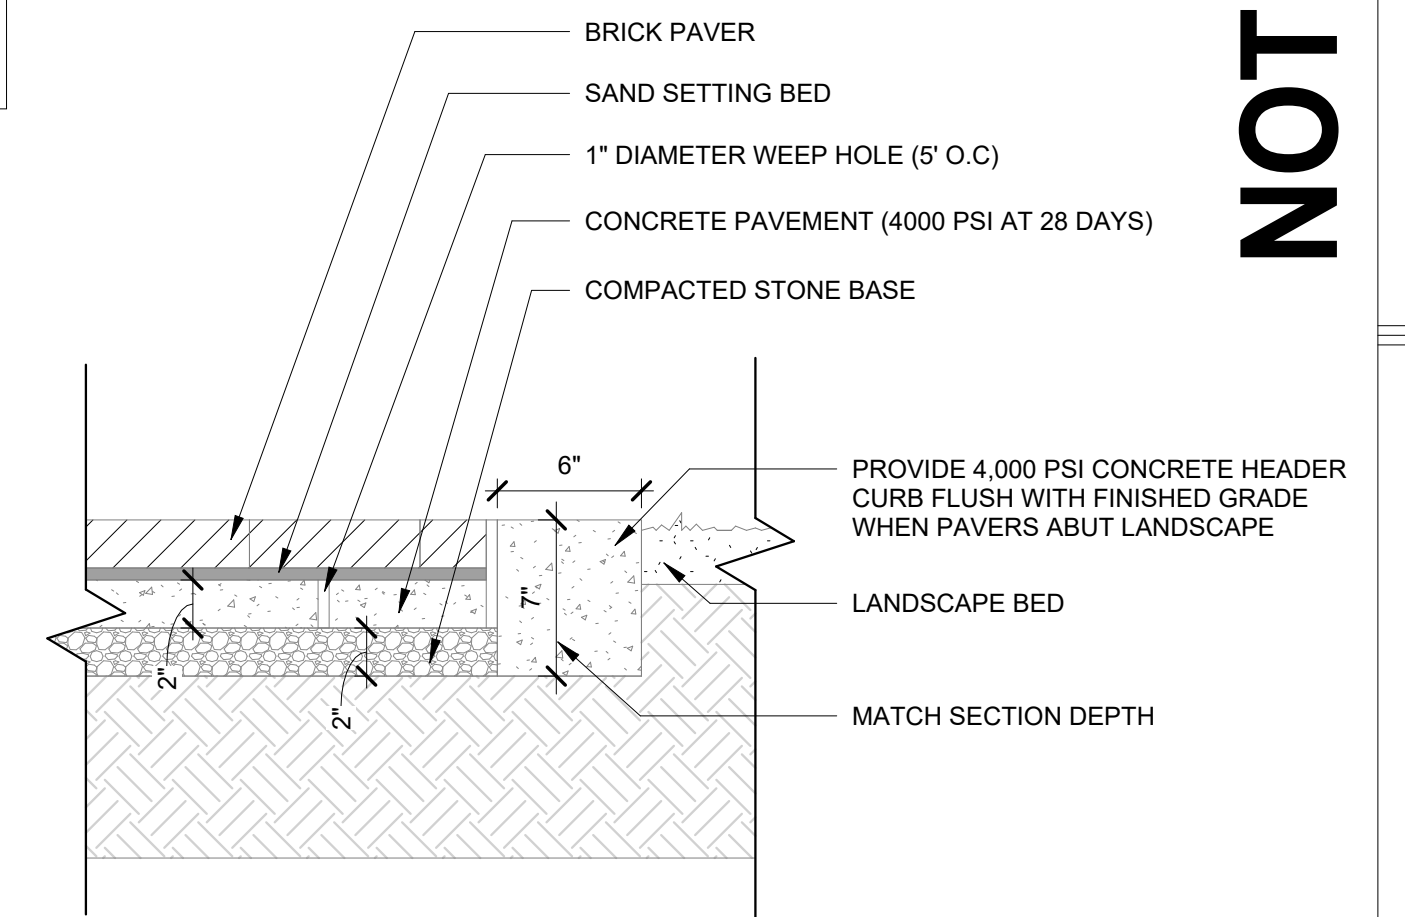 BRICK PAVER
SAND SETTING BED
1" DIAMETER WEEP HOLE (5' O.C)
CONCRETE PAVEMENT (4000 PSI AT 28 DAYS)
COMPACTED STONE BASE
NOT
6"
PROVIDE 4,000 PSI CONCRETE HEADER
CURB FLUSH WITH FINISHED GRADE
WHEN PAVERS ABUT LANDSCAPE
7"
LANDSCAPE BED
2"
2"
MATCH SECTION DEPTH